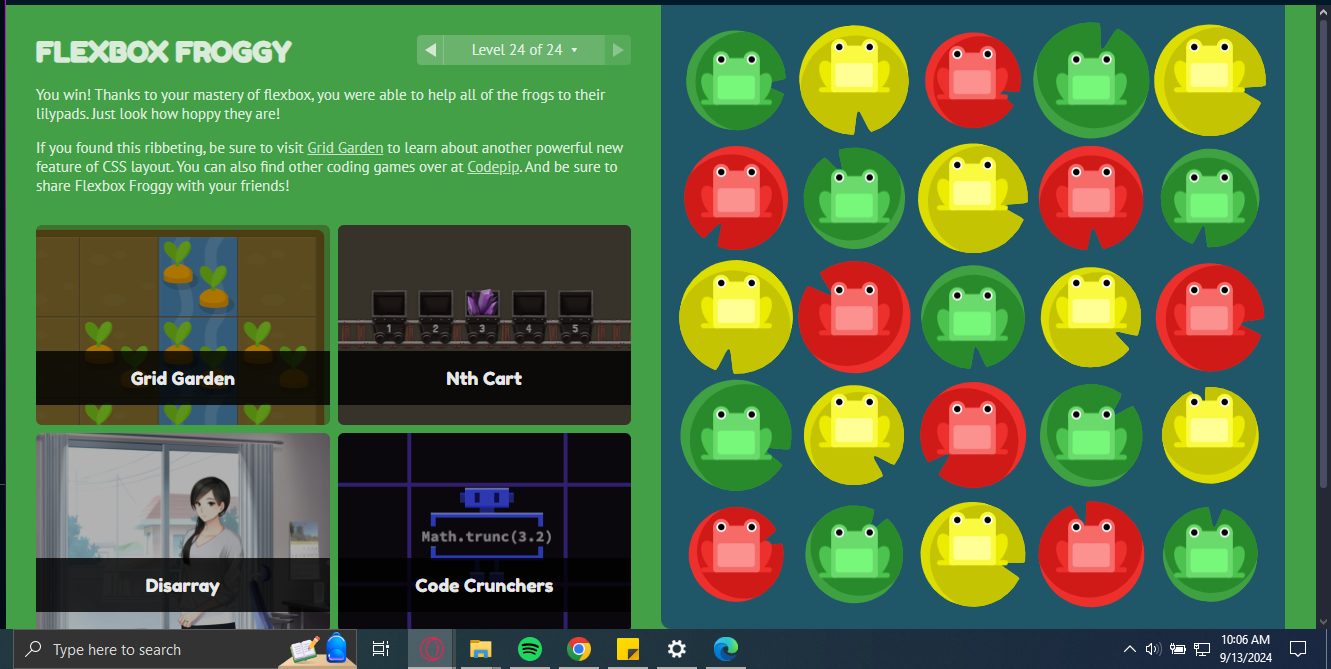 FLEXBOX FROGGY
Level 24 of 24
You win! Thanks to your mastery of flexbox, you were able to help all of the frogs to their
lilypads. Just look how hoppy they are!
If you found this ribbeting, be sure to visit Grid Garden to learn about another powerful new
feature of CSS layout. You can also find other coding games over at Codepip. And be sure to
share Flexbox Froggy with your friends!
1 2 3 4 5
Grid Garden
Nth Cart
Math.trunc(3.2)
Disarray
Code Crunchers
Type here to search
10:06 AM
9/13/2024